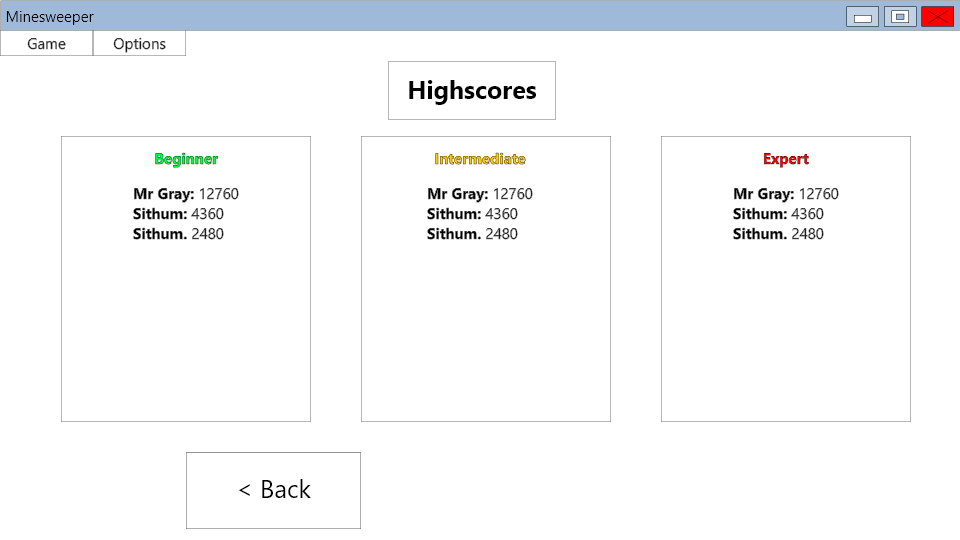 Minesweeper
Game
Options
Highscores
Beginner
Mr Gray: 12760
Sithum: 4360
Sithum. 2480
Intermediate
Mr Gray: 12760
Sithum: 4360
Sithum. 2480
Expert
Mr Gray: 12760
Sithum: 4360
Sithum. 2480
< Back